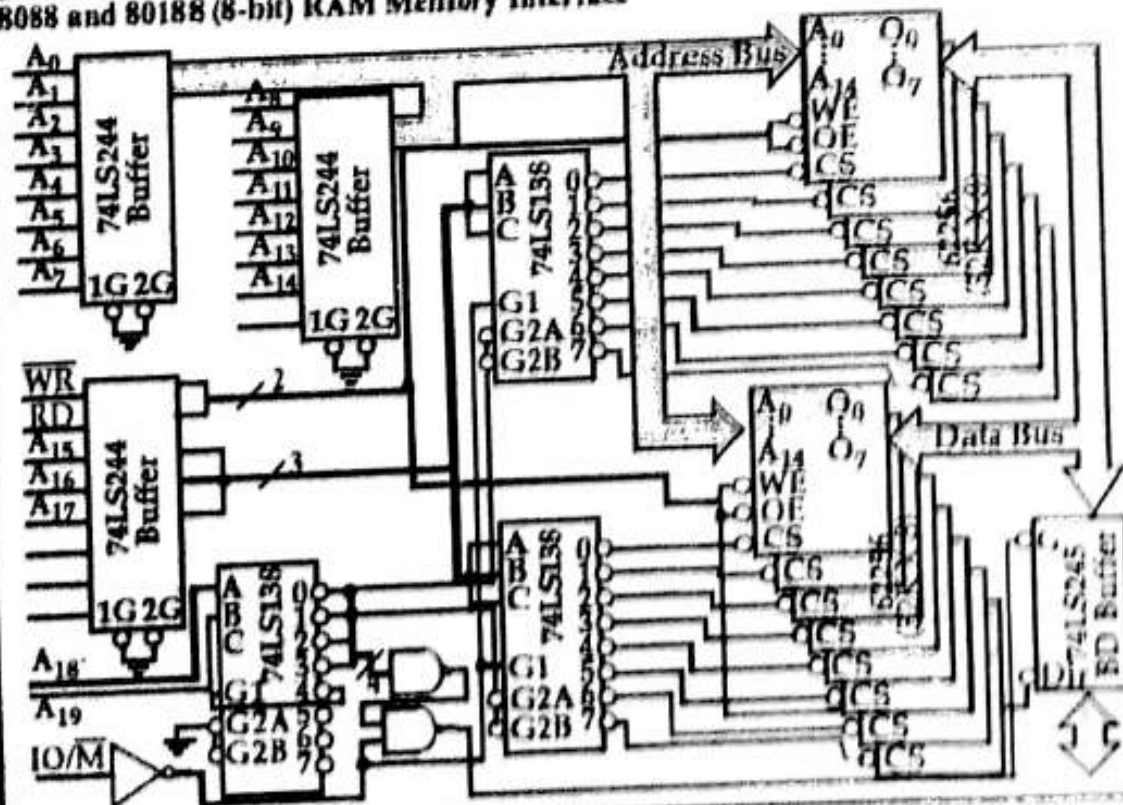 8088 and 80188 (8-bit) RAM Memory Interface
A0
A1
A2
A3
A4
A5
A6
A7
74LS244
Buffer
1G 2G
A8
A9
A10
A11
A12
A13
A14
74LS244
Buffer
1G 2G
Address Bus
A0
A14
WE
OE
CS
O0
O7
CS
CS
CS
CS
CS
CS
CS
A
B
C
G1
G2A
G2B
74LS138
0
1
2
3
4
5
6
7
WR
RD
A15
A16
A17
74LS244
Buffer
1G 2G
2
3
A0
A14
WE
OE
CS
O0
O7
CS
CS
CS
CS
CS
CS
CS
Data Bus
A
B
C
G1
G2A
G2B
74LS138
0
1
2
3
4
5
6
7
A
B
C
G1
G2A
G2B
74LS138
0
1
2
3
4
5
6
7
4
A18
A19
IO/M
G
74LS245
BD Buffer